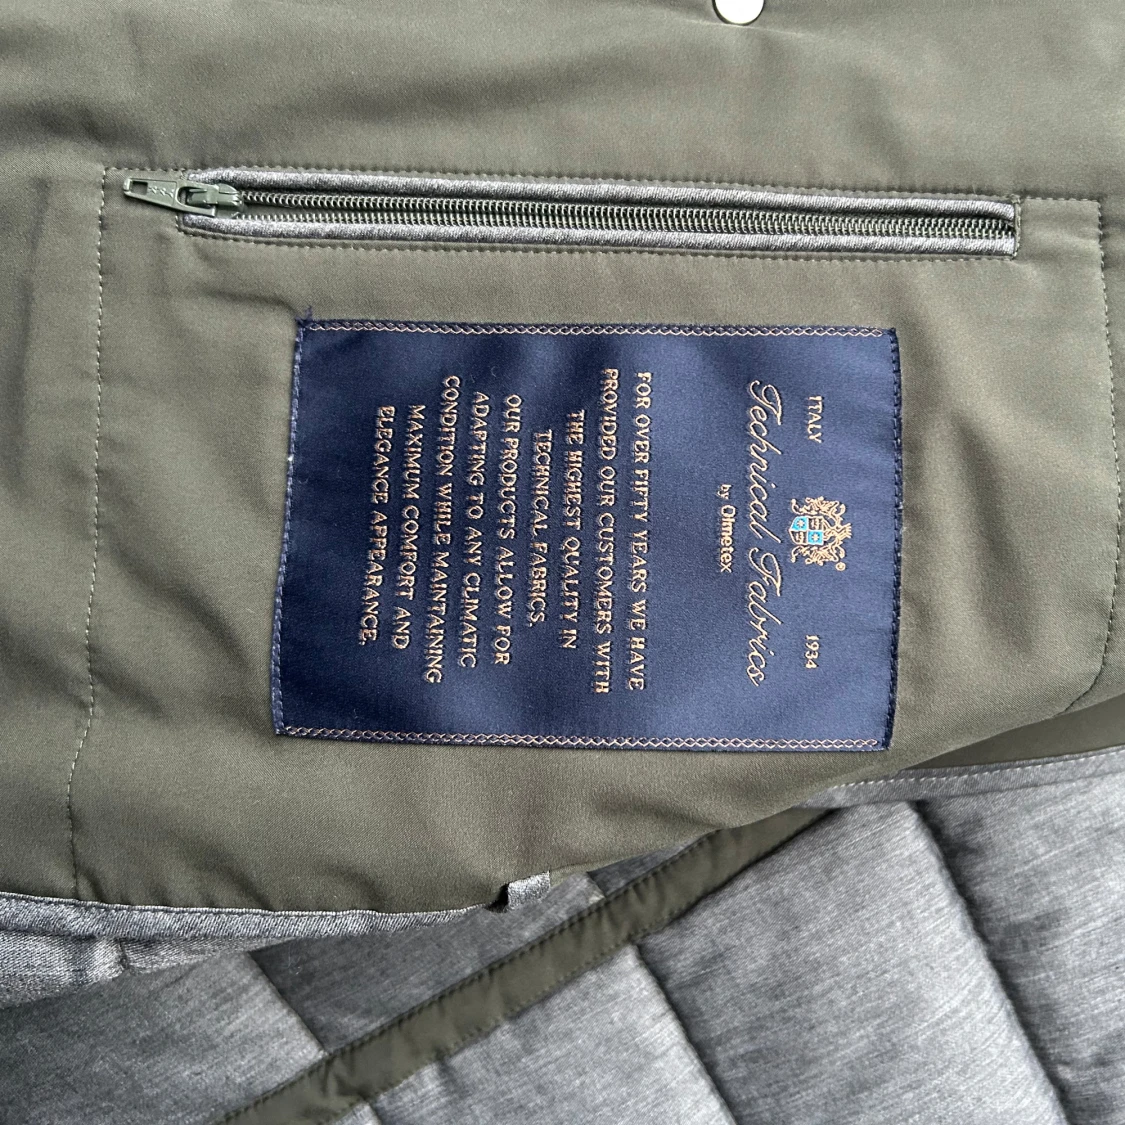 ITALY 1934
®
Technical Fabrics
by Olmetex
FOR OVER FIFTY YEARS WE HAVE
PROVIDED OUR CUSTOMERS WITH
THE HIGHEST QUALITY IN
TECHNICAL FABRICS.
OUR PRODUCTS ALLOW FOR
ADAPTING TO ANY CLIMATIC
CONDITION WHILE MAINTAINING
MAXIMUM COMFORT AND
ELEGANCE APPEARANCE.